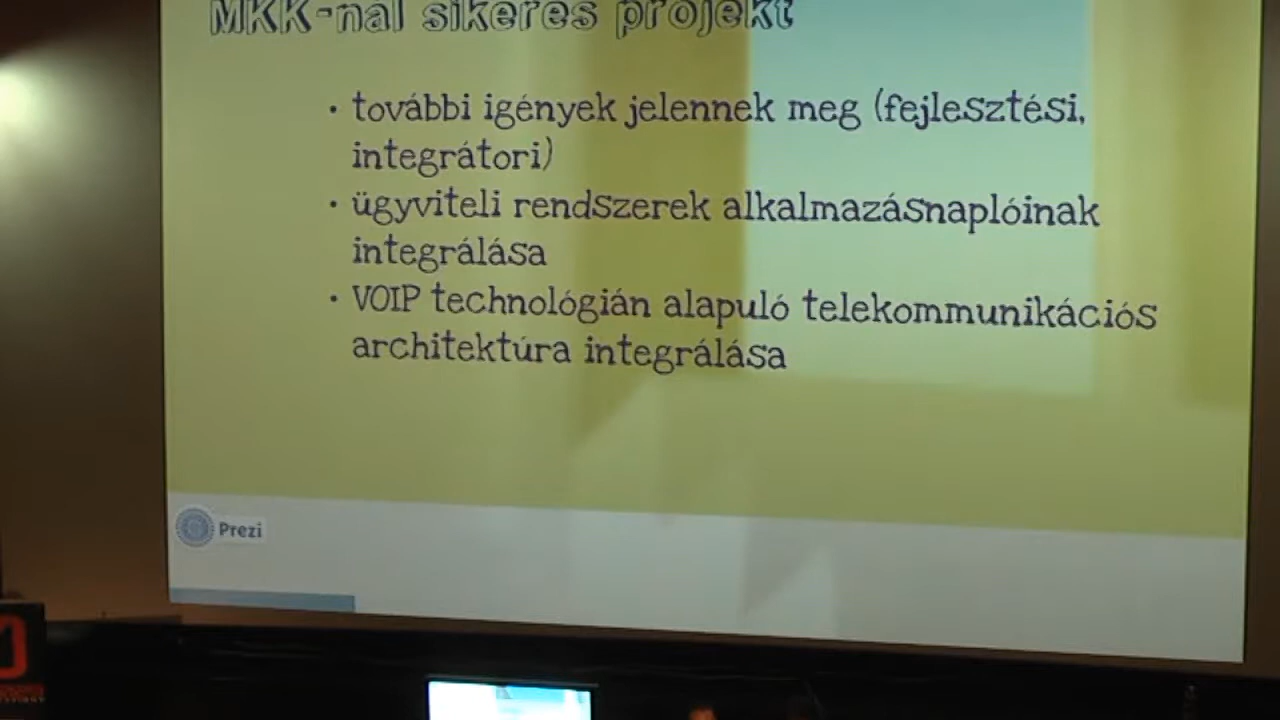 MKK-nál sikeres projekt
• további igények jelennek meg (fejlesztési,
integrátori)
• ügyviteli rendszerek alkalmazásnaplóinak
integrálása
• VOIP technológián alapuló telekommunikációs
architektúra integrálása
Prezi